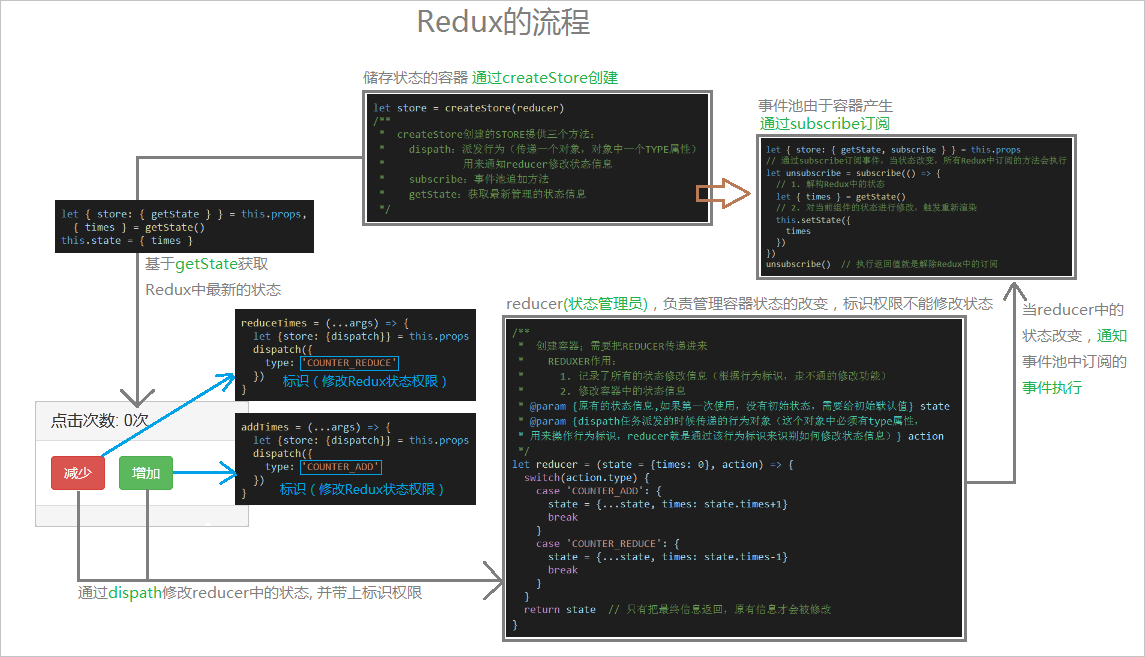 Redux的流程
储存状态的容器 通过createStore创建
let store = createStore(reducer)
/**
* createStore创建的STORE提供三个方法：
* dispath：派发行为（传递一个对象，对象中一个TYPE属性）
* 用来通知reducer修改状态信息
* subscribe：事件池追加方法
* getState：获取最新管理的状态信息
*/
事件池由于容器产生
通过subscribe订阅
let { store: { getState, subscribe } } = this.props
// 通过subscribe订阅事件，当状态改变，所有Redux中订阅的方法会执行
let unsubscribe = subscribe(() => {
// 1. 解构Redux中的状态
let { times } = getState()
// 2. 对当前组件的状态进行修改，触发重新渲染
this.setState({
times
})
})
unsubscribe() // 执行返回值就是解除Redux中的订阅
let { store: { getState } } = this.props,
{ times } = getState()
this.state = { times }
基于getState获取
Redux中最新的状态
reduceTimes = (...args) => {
let {store: {dispatch}} = this.props
dispatch({
type: 'COUNTER_REDUCE'
})
标识（修改Redux状态权限）
}
点击次数: 0次
减少
增加
addTimes = (...args) => {
let {store: {dispatch}} = this.props
dispatch({
type: 'COUNTER_ADD'
})
标识（修改Redux状态权限）
}
通过dispath修改reducer中的状态, 并带上标识权限
reducer(状态管理员)，负责管理容器状态的改变，标识权限不能修改状态
/**
* 创建容器：需要把REDUCER传递进来
* REDUXER作用：
* 1. 记录了所有的状态修改信息（根据行为标识，走不通的修改功能）
* 2. 修改容器中的状态信息
* @param {原有的状态信息,如果第一次使用，没有初始状态，需要给初始默认值} state
* @param {dispath任务派发的时候传递的行为对象（这个对象中必须有type属性，
* 用来操作行为标识，reducer就是通过该行为标识来识别如何修改状态信息）} action
*/
let reducer = (state = {times: 0}, action) => {
switch(action.type) {
case 'COUNTER_ADD': {
state = {...state, times: state.times+1}
break
}
case 'COUNTER_REDUCE': {
state = {...state, times: state.times-1}
break
}
}
return state // 只有把最终信息返回，原有信息才会被修改
}
当reducer中的
状态改变，通知
事件池中订阅的
事件执行